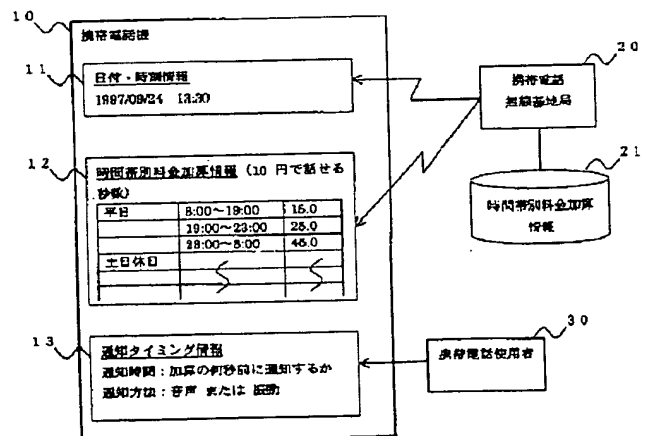 10
携帯電話機
11
日付・時刻情報
1997/09/24 13:30
20
携帯電話
無線基地局
12
時間帯別料金加算情報 (10 円で話せる
秒数)
平日 8:00〜19:00 15.0
19:00〜23:00 25.0
23:00〜8:00 45.0
土日休日
21
時間帯別料金加算
情報
13
通知タイミング情報
通知時間：加算の何秒前に通知するか
通知方法：音声 または 振動
30
携帯電話使用者